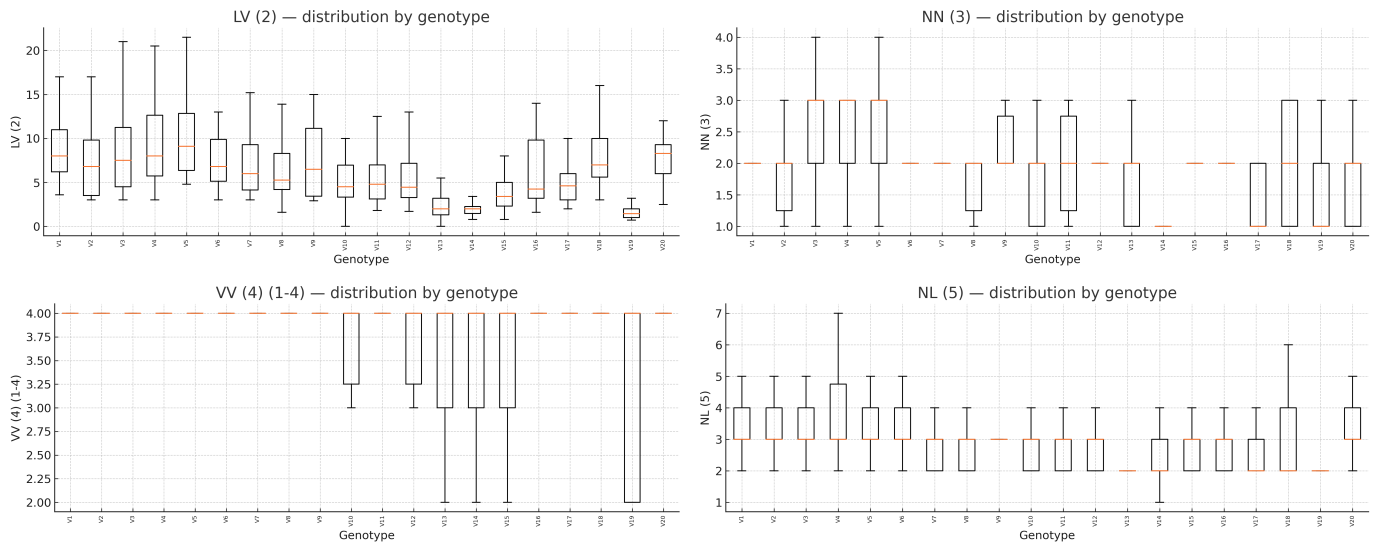 LV (2) — distribution by genotype
LV (2)
20
15
10
5
0
V1 V2 V3 V4 V5 V6 V7 V8 V9 V10 V11 V12 V13 V14 V15 V16 V17 V18 V19 V20
Genotype
NN (3) — distribution by genotype
NN (3)
4.0
3.5
3.0
2.5
2.0
1.5
1.0
V1 V2 V3 V4 V5 V6 V7 V8 V9 V10 V11 V12 V13 V14 V15 V16 V17 V18 V19 V20
Genotype
VV (4) (1-4) — distribution by genotype
VV (4) (1-4)
4.00
3.75
3.50
3.25
3.00
2.75
2.50
2.25
2.00
V1 V2 V3 V4 V5 V6 V7 V8 V9 V10 V11 V12 V13 V14 V15 V16 V17 V18 V19 V20
Genotype
NL (5) — distribution by genotype
NL (5)
7
6
5
4
3
2
1
V1 V2 V3 V4 V5 V6 V7 V8 V9 V10 V11 V12 V13 V14 V15 V16 V17 V18 V19 V20
Genotype